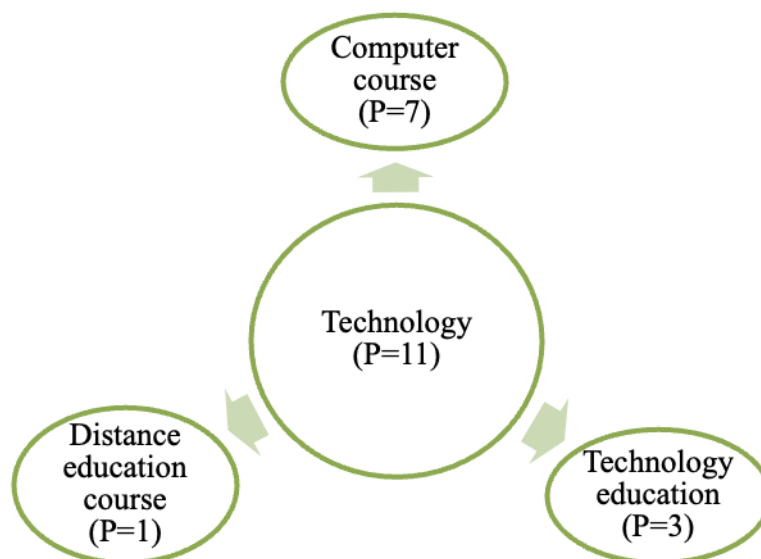 Computer
course
(P=7)
Technology
(P=11)
Distance
education
course
(P=1)
Technology
education
(P=3)